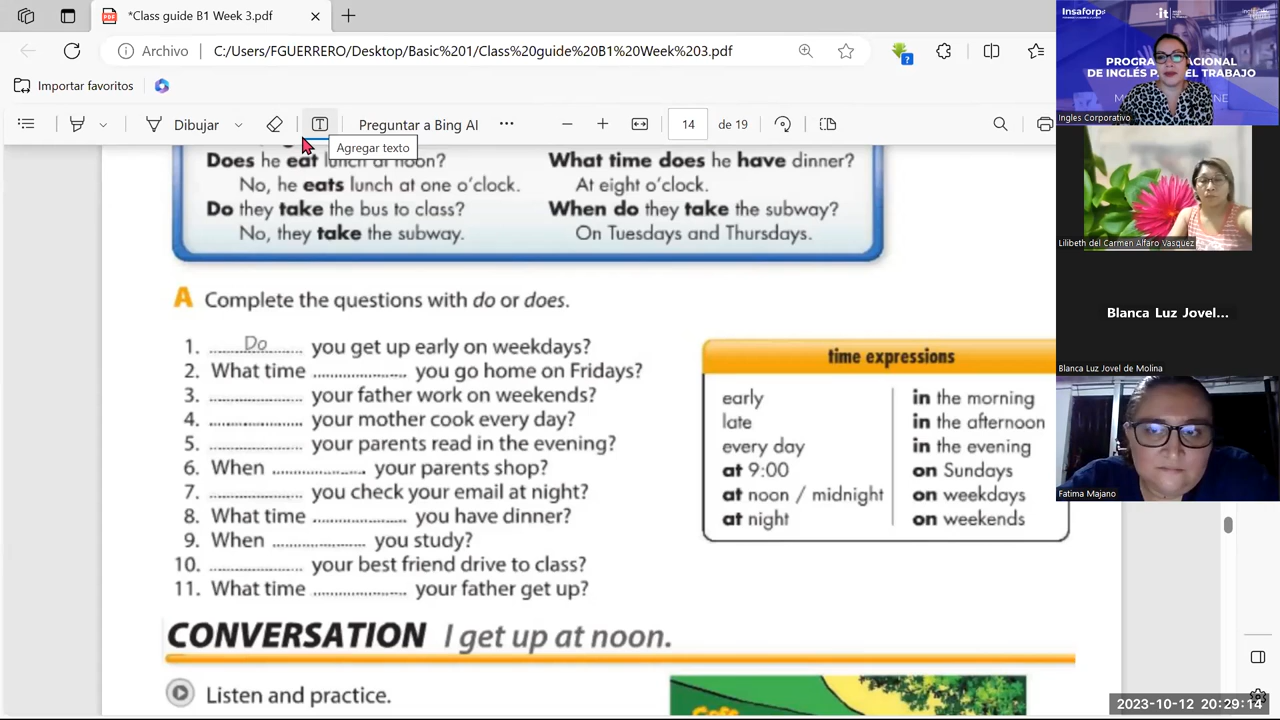 *Class guide B1 Week 3.pdf
Archivo
C:/Users/FGUERRERO/Desktop/Basic%201/Class%20guide%20B1%20Week%203.pdf
Importar favoritos
Dibujar
Preguntar a Bing AI
14
de 19
Agregar texto
Does he eat lunch at noon?
No, he eats lunch at one o'clock.
Do they take the bus to class?
No, they take the subway.
What time does he have dinner?
At eight o'clock.
When do they take the subway?
On Tuesdays and Thursdays.
A Complete the questions with do or does.
1. Do you get up early on weekdays?
2. What time .................... you go home on Fridays?
3. .................... your father work on weekends?
4. .................... your mother cook every day?
5. .................... your parents read in the evening?
6. When .................... your parents shop?
7. .................... you check your email at night?
8. What time .................... you have dinner?
9. When .................... you study?
10. .................... your best friend drive to class?
11. What time .................... your father get up?
time expressions
early
late
every day
at 9:00
at noon / midnight
at night
in the morning
in the afternoon
in the evening
on Sundays
on weekdays
on weekends
CONVERSATION I get up at noon.
Listen and practice.
Insaforp
it
DE INGLÉS
EL TRABAJO
Ingles Corporativo
Lilibeth del Carmen Alfaro Vasquez
Blanca Luz Jovel...
Blanca Luz Jovel de Molina
Fatima Majano
2023-10-12 20:29:14